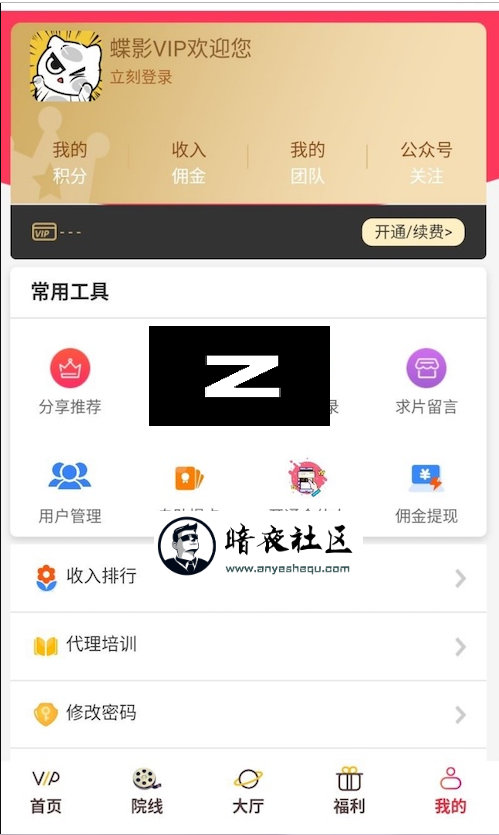 蝶影VIP欢迎您
立刻登录
我的 收入 我的 公众号
积分 佣金 团队 关注
VIP --- 开通/续费>
常用工具
Z
分享推荐 录 求片留言
用户管理 佣金提现
暗夜社区
www.anyeshequ.com
收入排行
代理培训
修改密码
VIP
首页 院线 大厅 福利 我的